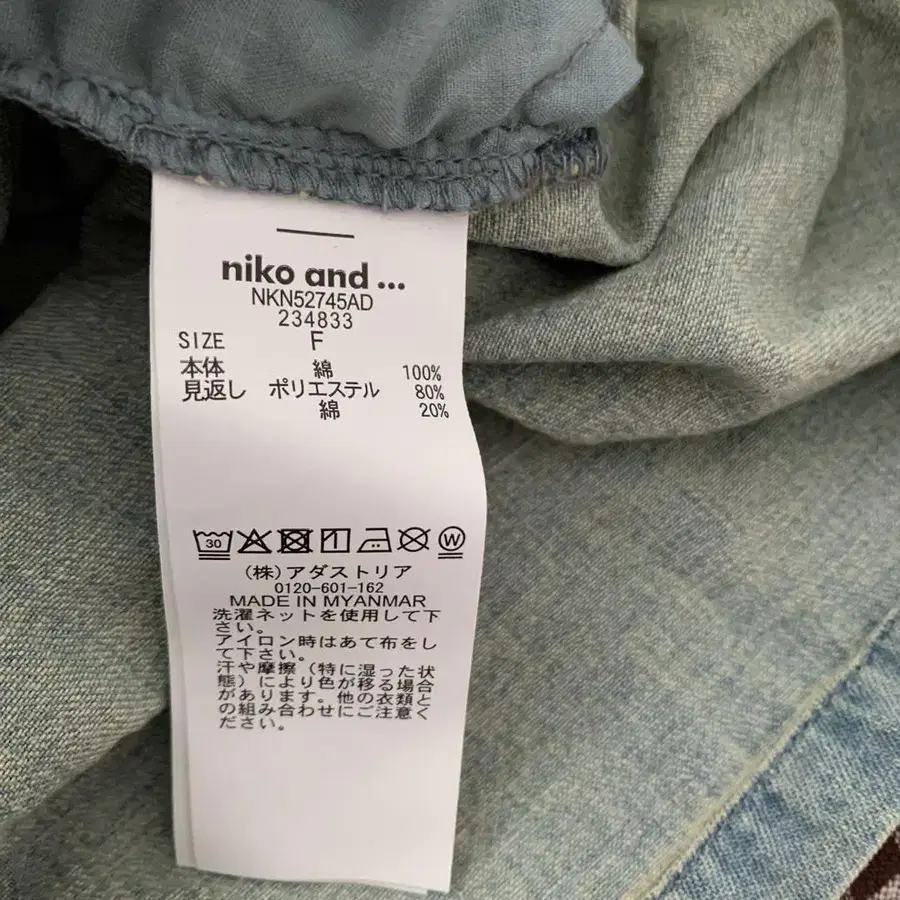 niko and ...
NKN52745AD
234833
SIZE F
本体 綿 100%
見返し ポリエステル 80%
綿 20%
30 W
(株)アダストリア
0120-601-162
MADE IN MYANMAR
洗濯ネットを使用して下
さい。
アイロン時はあて布をし
て下さい。
汗や摩擦(特に湿った状
態)により色が移る場合
があります。他の衣類と
の組み合わせにご注意く
ださい。